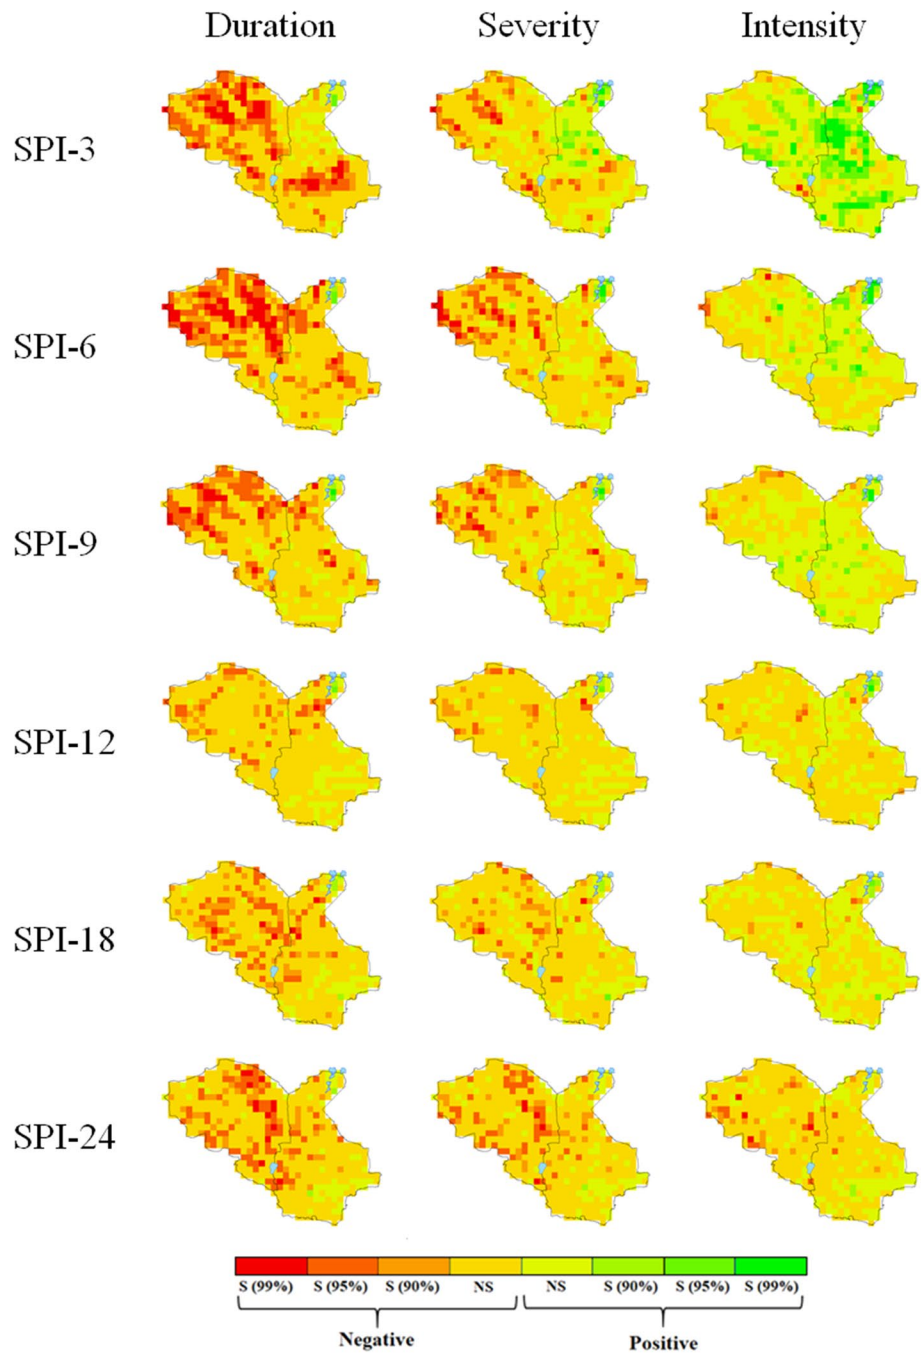 Duration Severity Intensity
SPI-3
SPI-6
SPI-9
SPI-12
SPI-18
SPI-24
S (99%) S (95%) S (90%) NS NS S (90%) S (95%) S (99%)
Negative Positive